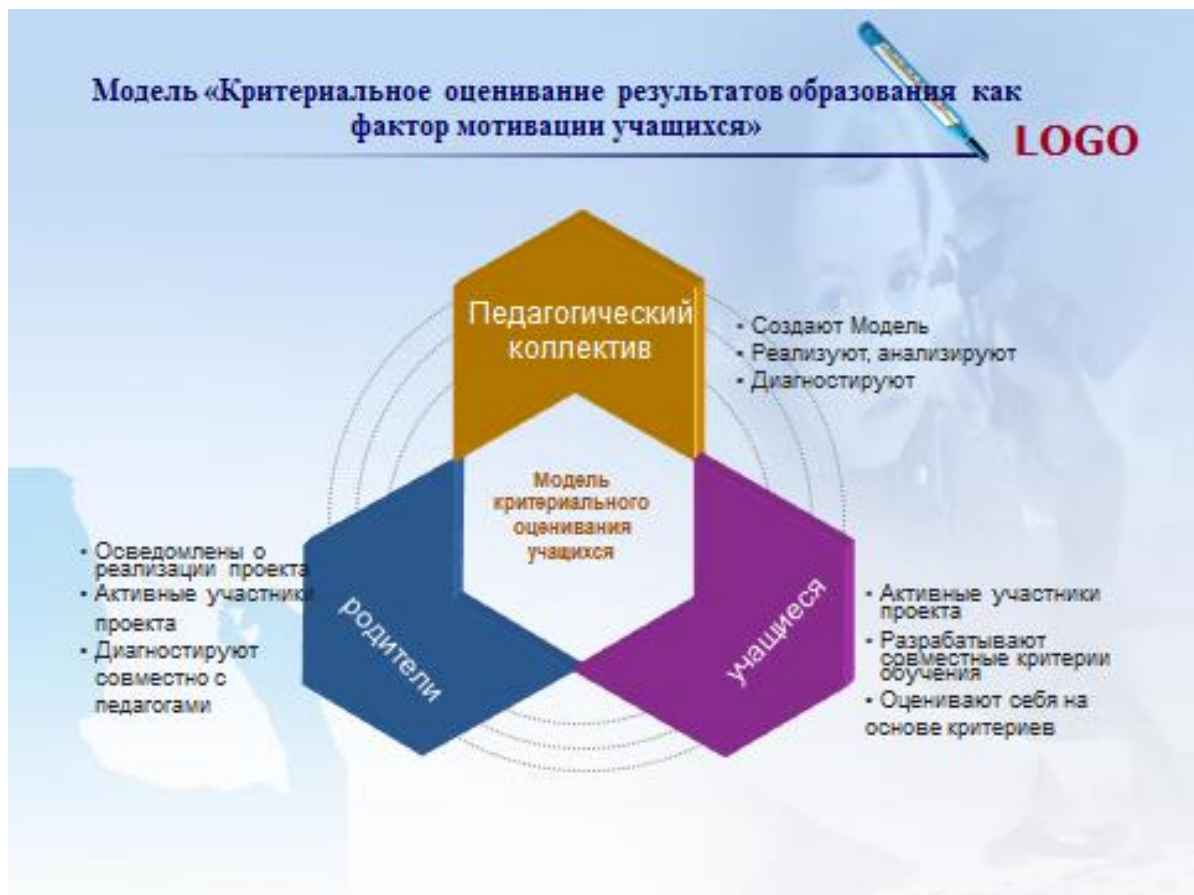 Модель «Критериальное оценивание результатов образования как
фактор мотивации учащихся»
LOGO
Педагогический
коллектив
• Создают Модель
• Реализуют, анализируют
• Диагностируют
Модель
критериального
оценивания
учащихся
• Осведомлены о
реализации проекта
• Активные участники
проекта
• Диагностируют
совместно с
педагогами
родители
учащиеся
• Активные участники
проекта
• Разрабатывают
совместные критерии
обучения
• Оценивают себя на
основе критериев